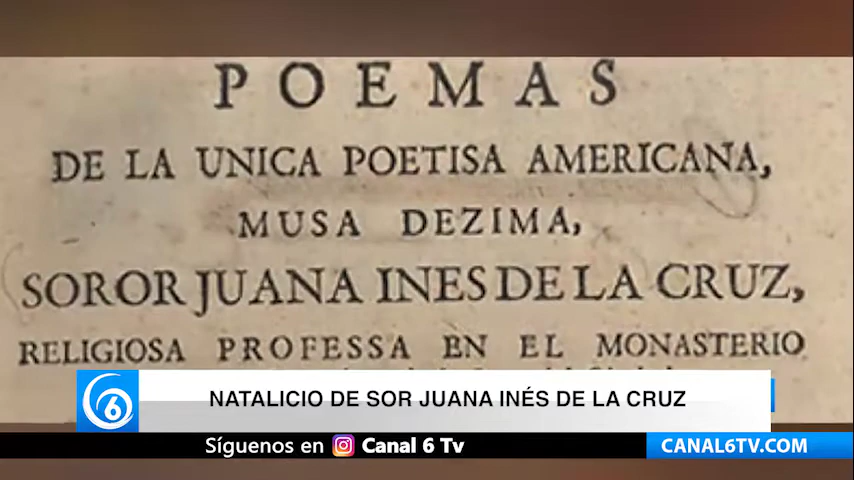 POEMAS
DE LA UNICA POETISA AMERICANA,
MUSA DEZIMA,
SOROR JUANA INES DE LA CRUZ,
RELIGIOSA PROFESSA EN EL MONASTERIO
6 NATALICIO DE SOR JUANA INÉS DE LA CRUZ
Síguenos en Canal 6 Tv CANAL6TV.COM